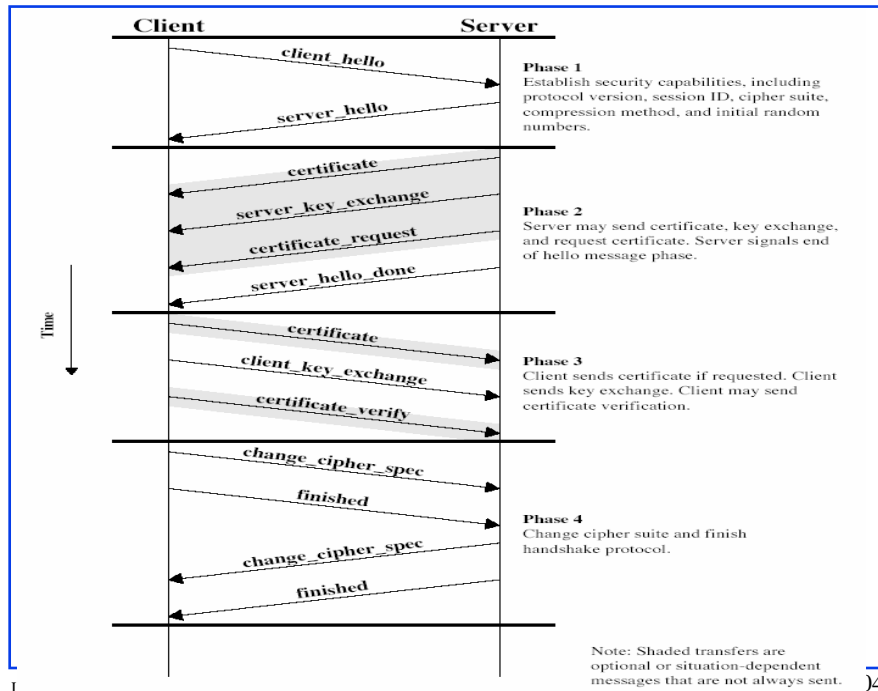 Client
Server
client_hello
Phase 1
Establish security capabilities, including
protocol version, session ID, cipher suite,
compression method, and initial random
numbers.
server_hello
certificate
server_key_exchange
Phase 2
Server may send certificate, key exchange,
and request certificate. Server signals end
of hello message phase.
certificate_request
server_hello_done
Time
certificate
client_key_exchange
Phase 3
Client sends certificate if requested. Client
sends key exchange. Client may send
certificate verification.
certificate_verify
change_cipher_spec
finished
Phase 4
Change cipher suite and finish
handshake protocol.
change_cipher_spec
finished
Note: Shaded transfers are
optional or situation-dependent
messages that are not always sent.